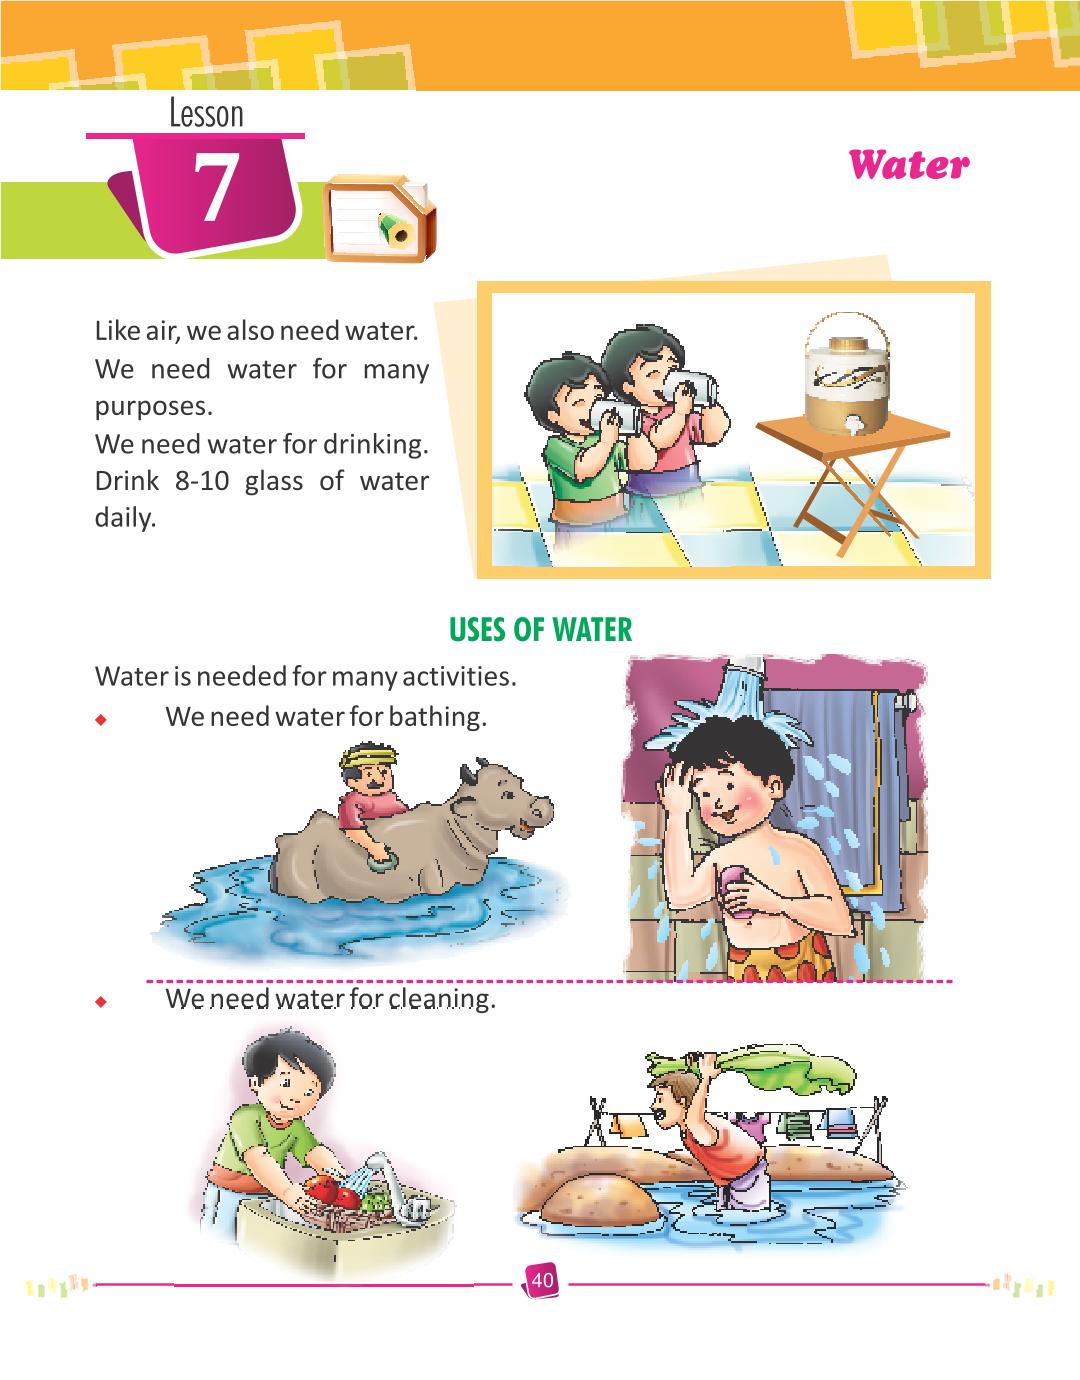 Lesson
7
Water
Like air, we also need water.
We need water for many
purposes.
We need water for drinking.
Drink 8-10 glass of water
daily.
USES OF WATER
Water is needed for many activities.
We need water for bathing.
We need water for cleaning.
40